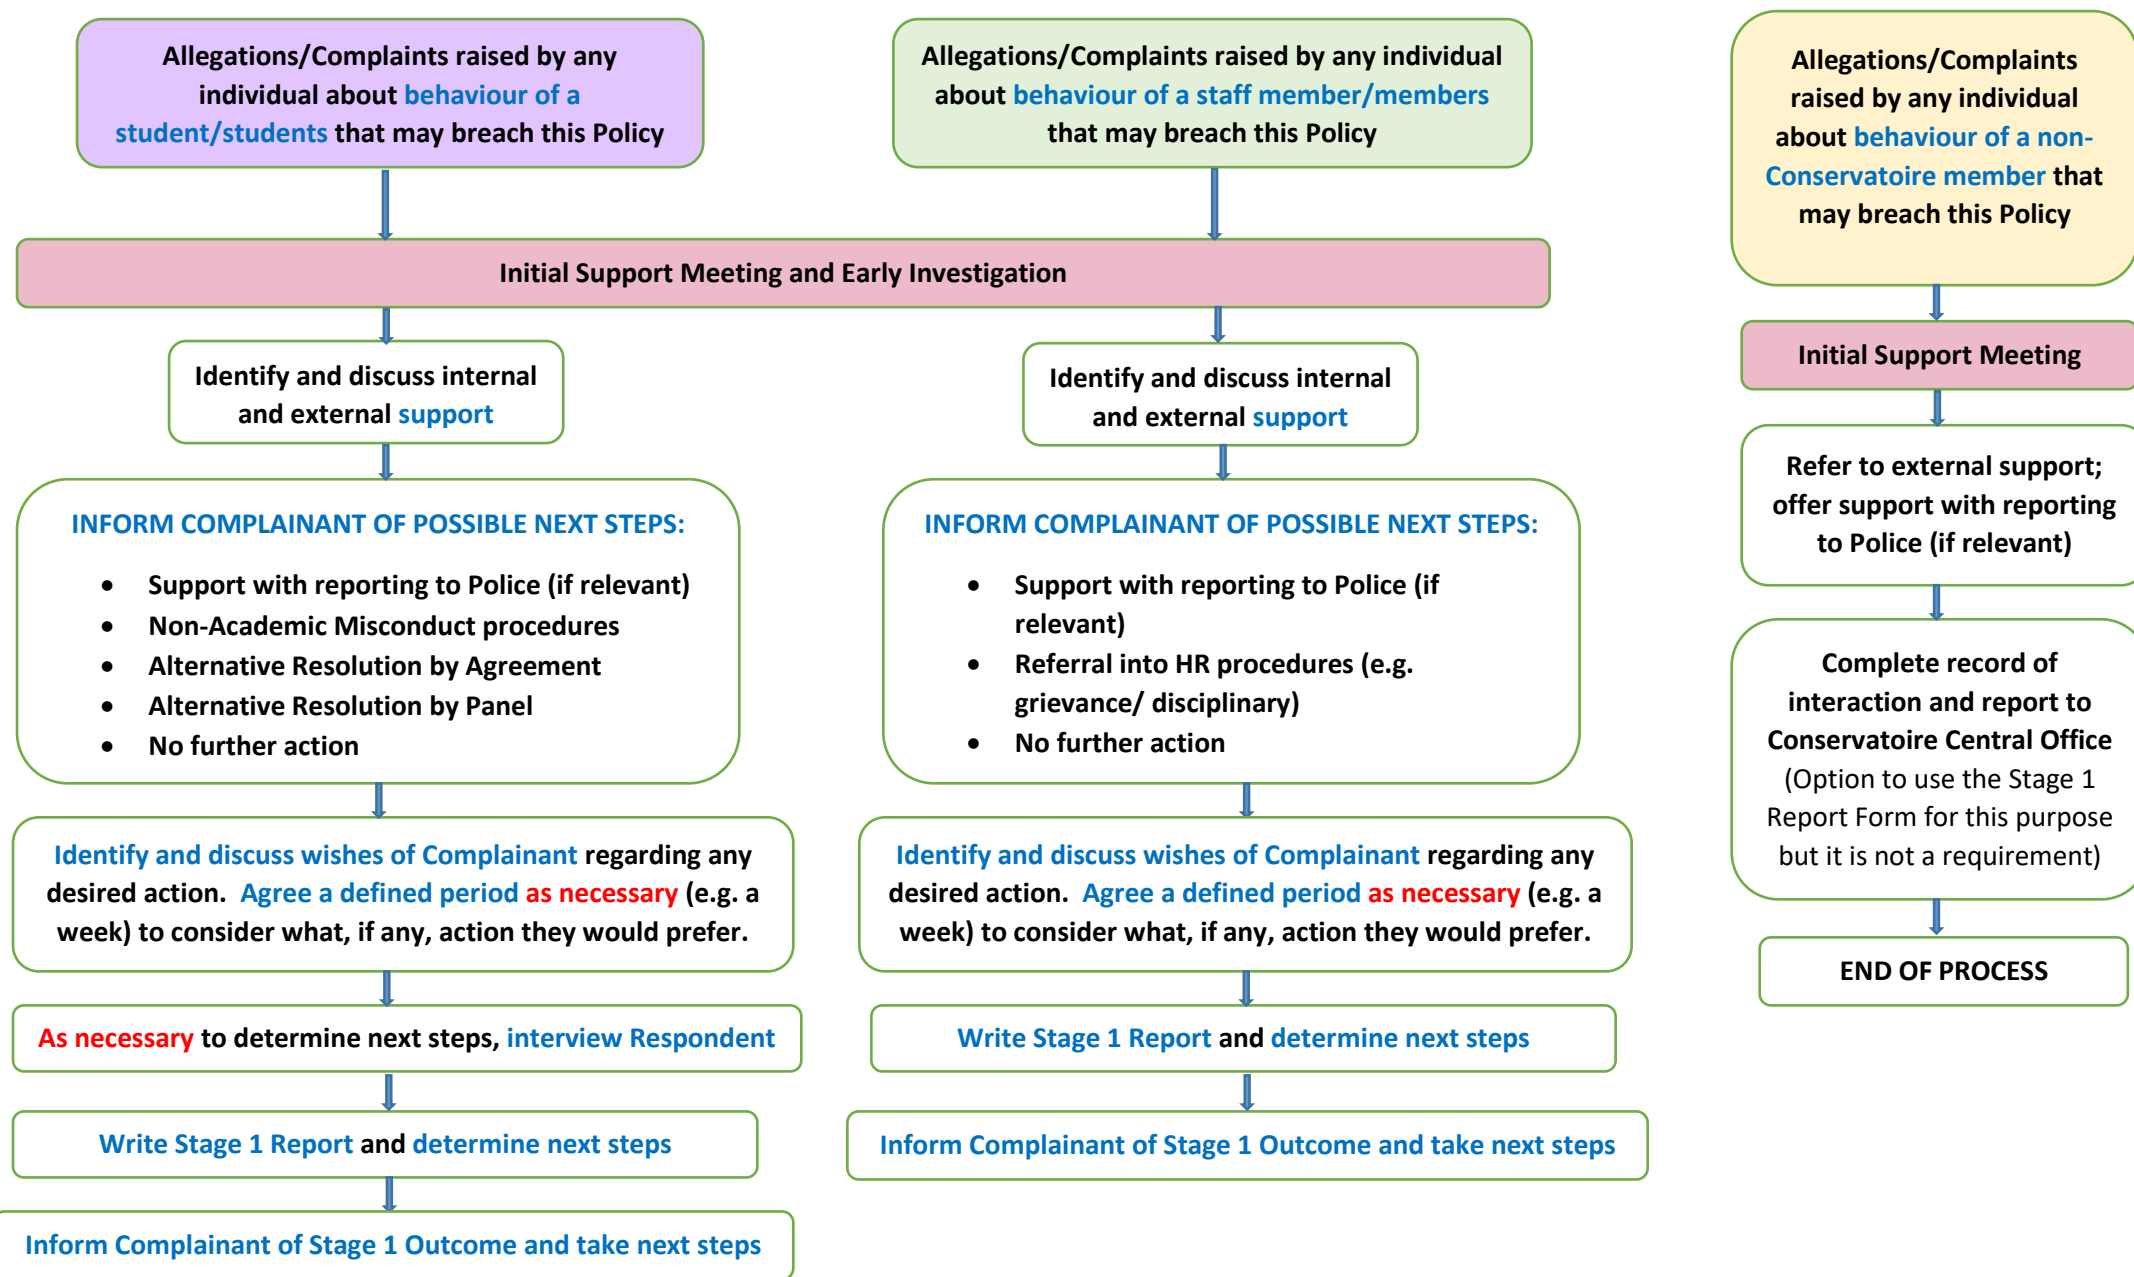 Allegations/Complaints raised by any
individual about behaviour of a
student/students that may breach this Policy
Allegations/Complaints raised by any individual
about behaviour of a staff member/members
that may breach this Policy
Initial Support Meeting and Early Investigation
Identify and discuss internal
and external support
INFORM COMPLAINANT OF POSSIBLE NEXT STEPS:
• Support with reporting to Police (if relevant)
• Non-Academic Misconduct procedures
• Alternative Resolution by Agreement
• Alternative Resolution by Panel
• No further action
Identify and discuss wishes of Complainant regarding any
desired action. Agree a defined period as necessary (e.g. a
week) to consider what, if any, action they would prefer.
As necessary to determine next steps, interview Respondent
Write Stage 1 Report and determine next steps
Inform Complainant of Stage 1 Outcome and take next steps
Identify and discuss internal
and external support
INFORM COMPLAINANT OF POSSIBLE NEXT STEPS:
• Support with reporting to Police (if
relevant)
• Referral into HR procedures (e.g.
grievance/ disciplinary)
• No further action
Identify and discuss wishes of Complainant regarding any
desired action. Agree a defined period as necessary (e.g. a
week) to consider what, if any, action they would prefer.
Write Stage 1 Report and determine next steps
Inform Complainant of Stage 1 Outcome and take next steps
Allegations/Complaints
raised by any individual
about behaviour of a non-
Conservatoire member that
may breach this Policy
Initial Support Meeting
Refer to external support;
offer support with reporting
to Police (if relevant)
Complete record of
interaction and report to
Conservatoire Central Office
(Option to use the Stage 1
Report Form for this purpose
but it is not a requirement)
END OF PROCESS